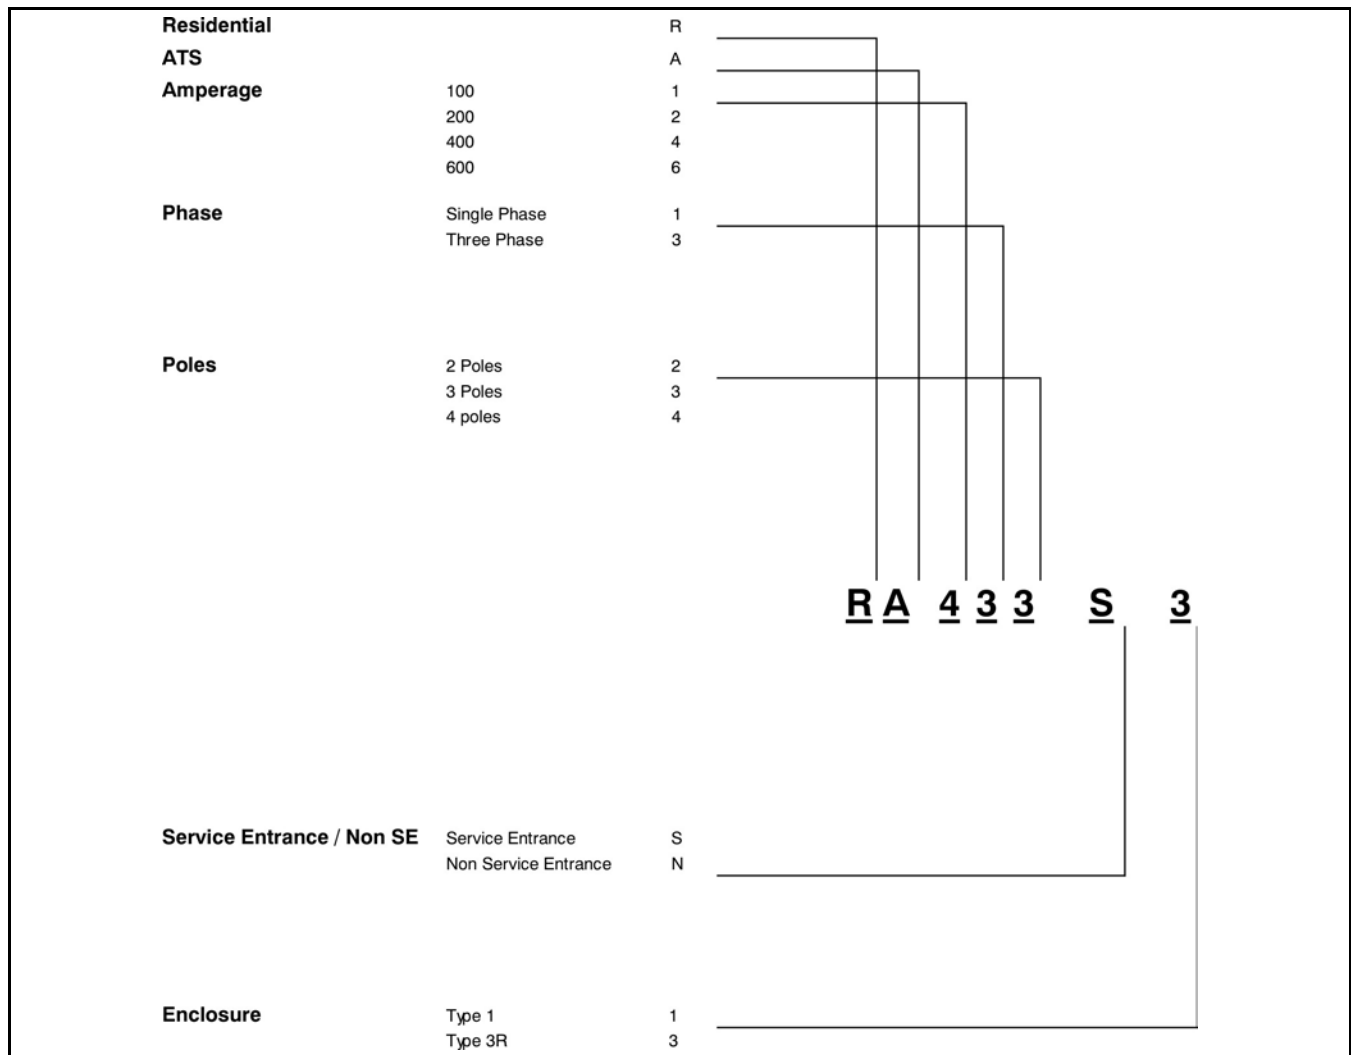 Residential R
ATS A
Amperage 100 1
200 2
400 4
600 6
Phase Single Phase 1
Three Phase 3
Poles 2 Poles 2
3 Poles 3
4 poles 4
R A 4 3 3 S 3
Service Entrance / Non SE Service Entrance S
Non Service Entrance N
Enclosure Type 1 1
Type 3R 3